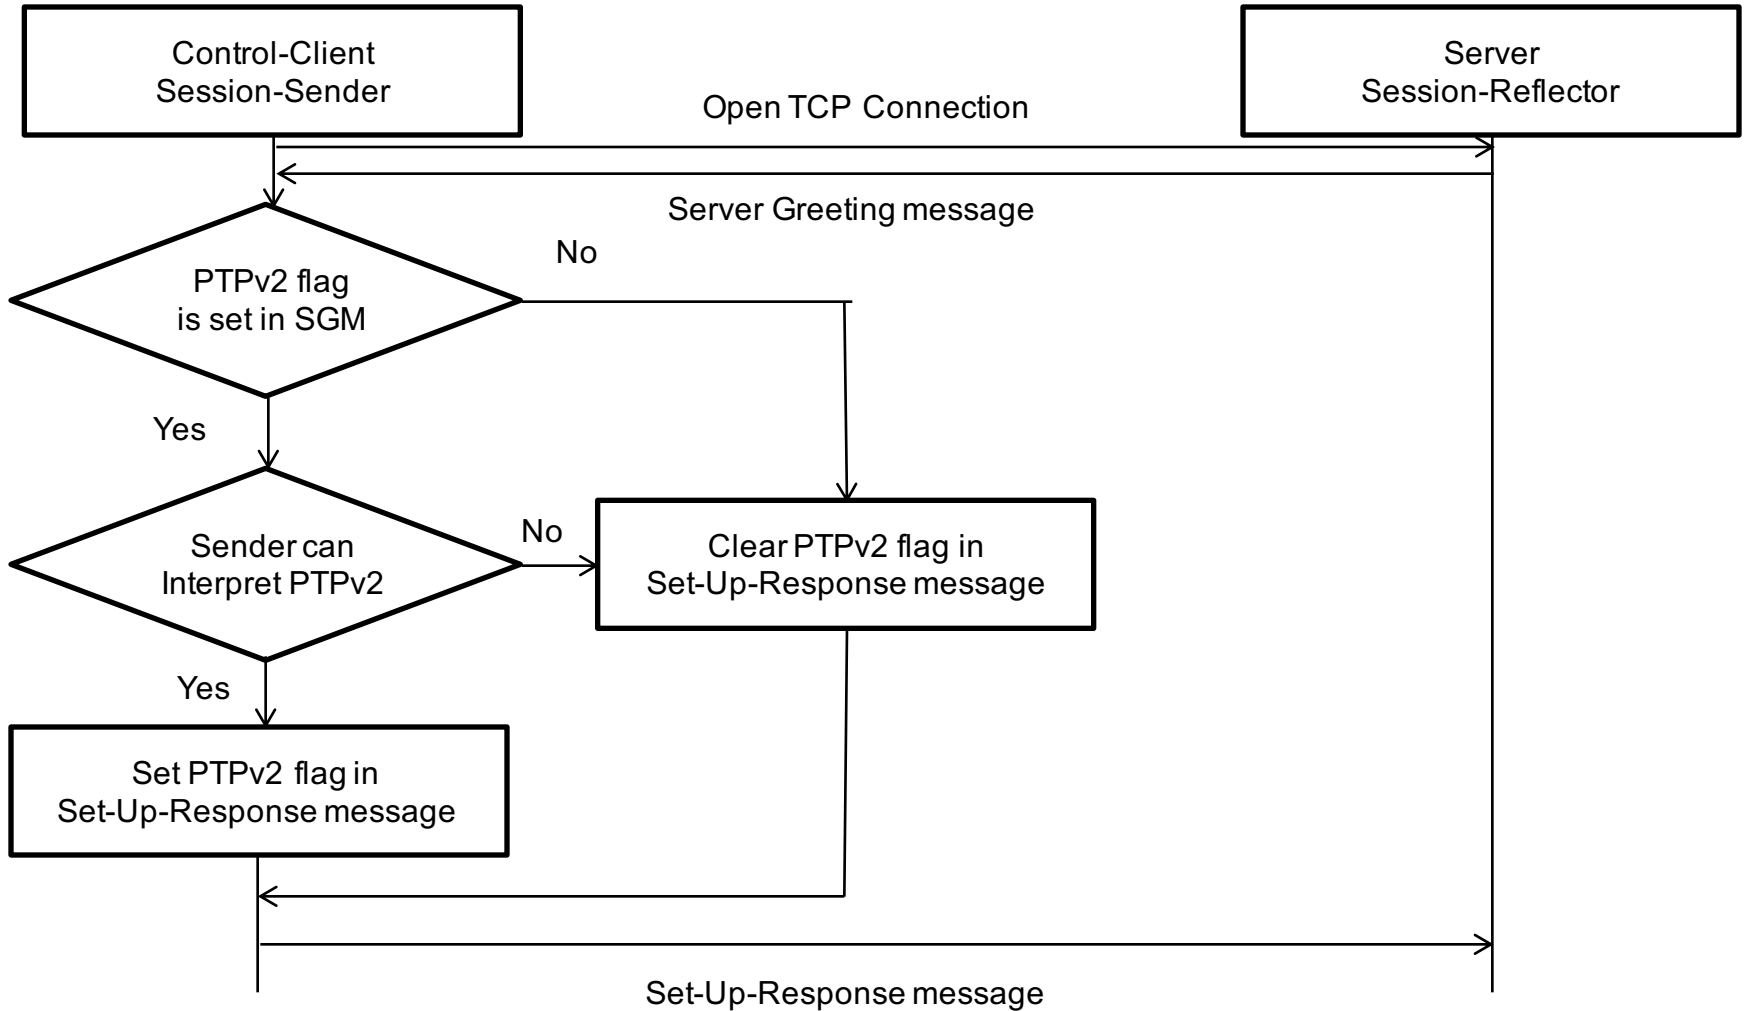 Control-Client
Session-Sender
Server
Session-Reflector
Open TCP Connection
Server Greeting message
No
PTPv2 flag
is set in SGM
Yes
No
Sender can
Interpret PTPv2
Clear PTPv2 flag in
Set-Up-Response message
Yes
Set PTPv2 flag in
Set-Up-Response message
Set-Up-Response message